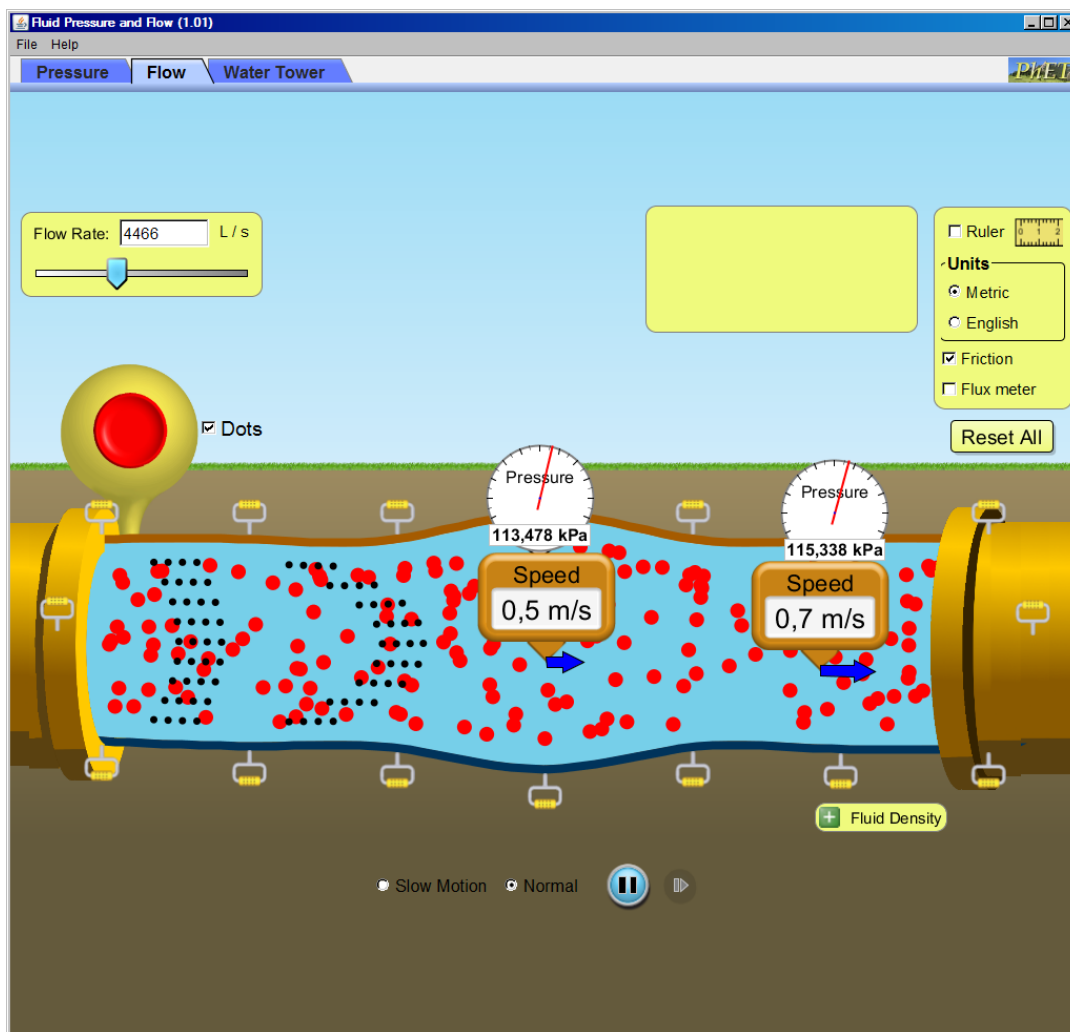 Fluid Pressure and Flow (1.01)
File Help
Pressure Flow Water Tower
PhET
Flow Rate: 4466 L / s
Ruler
0 1 2
Units
Metric
English
Friction
Flux meter
Reset All
Dots
Pressure
113,478 kPa
Speed
0,5 m/s
Pressure
115,338 kPa
Speed
0,7 m/s
Fluid Density
Slow Motion Normal